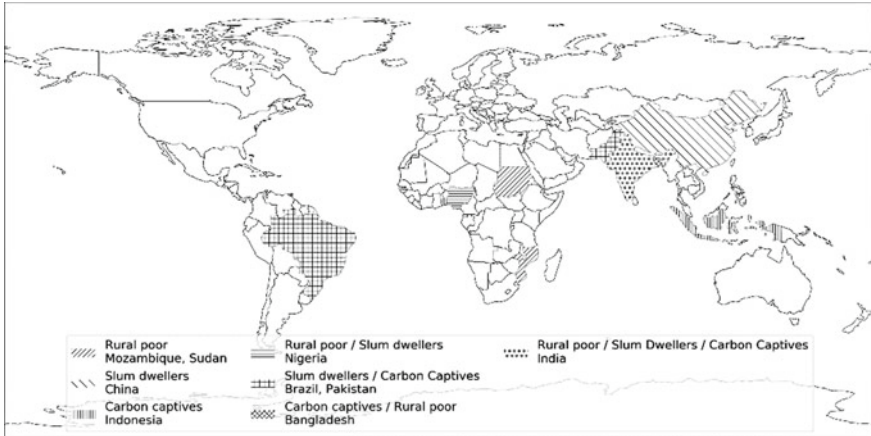 Rural poor
Mozambique, Sudan
Rural poor / Slum dwellers
Nigeria
Rural poor / Slum Dwellers / Carbon Captives
India
Slum dwellers
China
Slum dwellers / Carbon Captives
Brazil, Pakistan
Carbon captives
Indonesia
Carbon captives / Rural poor
Bangladesh